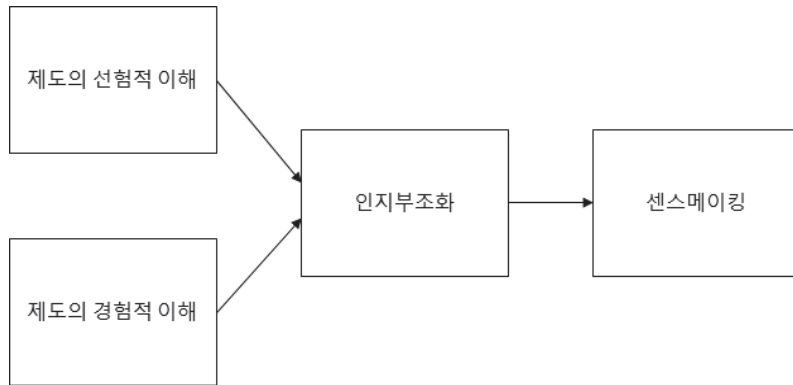 제도의 선험적 이해
인지부조화
센스메이킹
제도의 경험적 이해